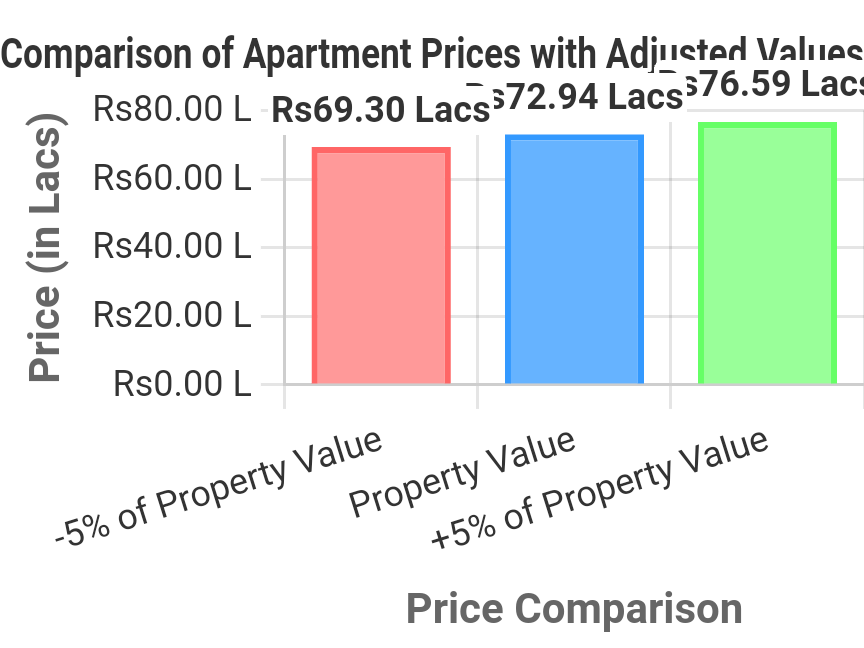 Comparison of Apartment Prices with Adjusted Values
Rs76.59 Lacs
Rs72.94 Lacs
Rs69.30 Lacs
Rs80.00 L
Rs60.00 L
Rs40.00 L
Rs20.00 L
Rs0.00 L
Price (in Lacs)
-5% of Property Value
Property Value
+5% of Property Value
Price Comparison